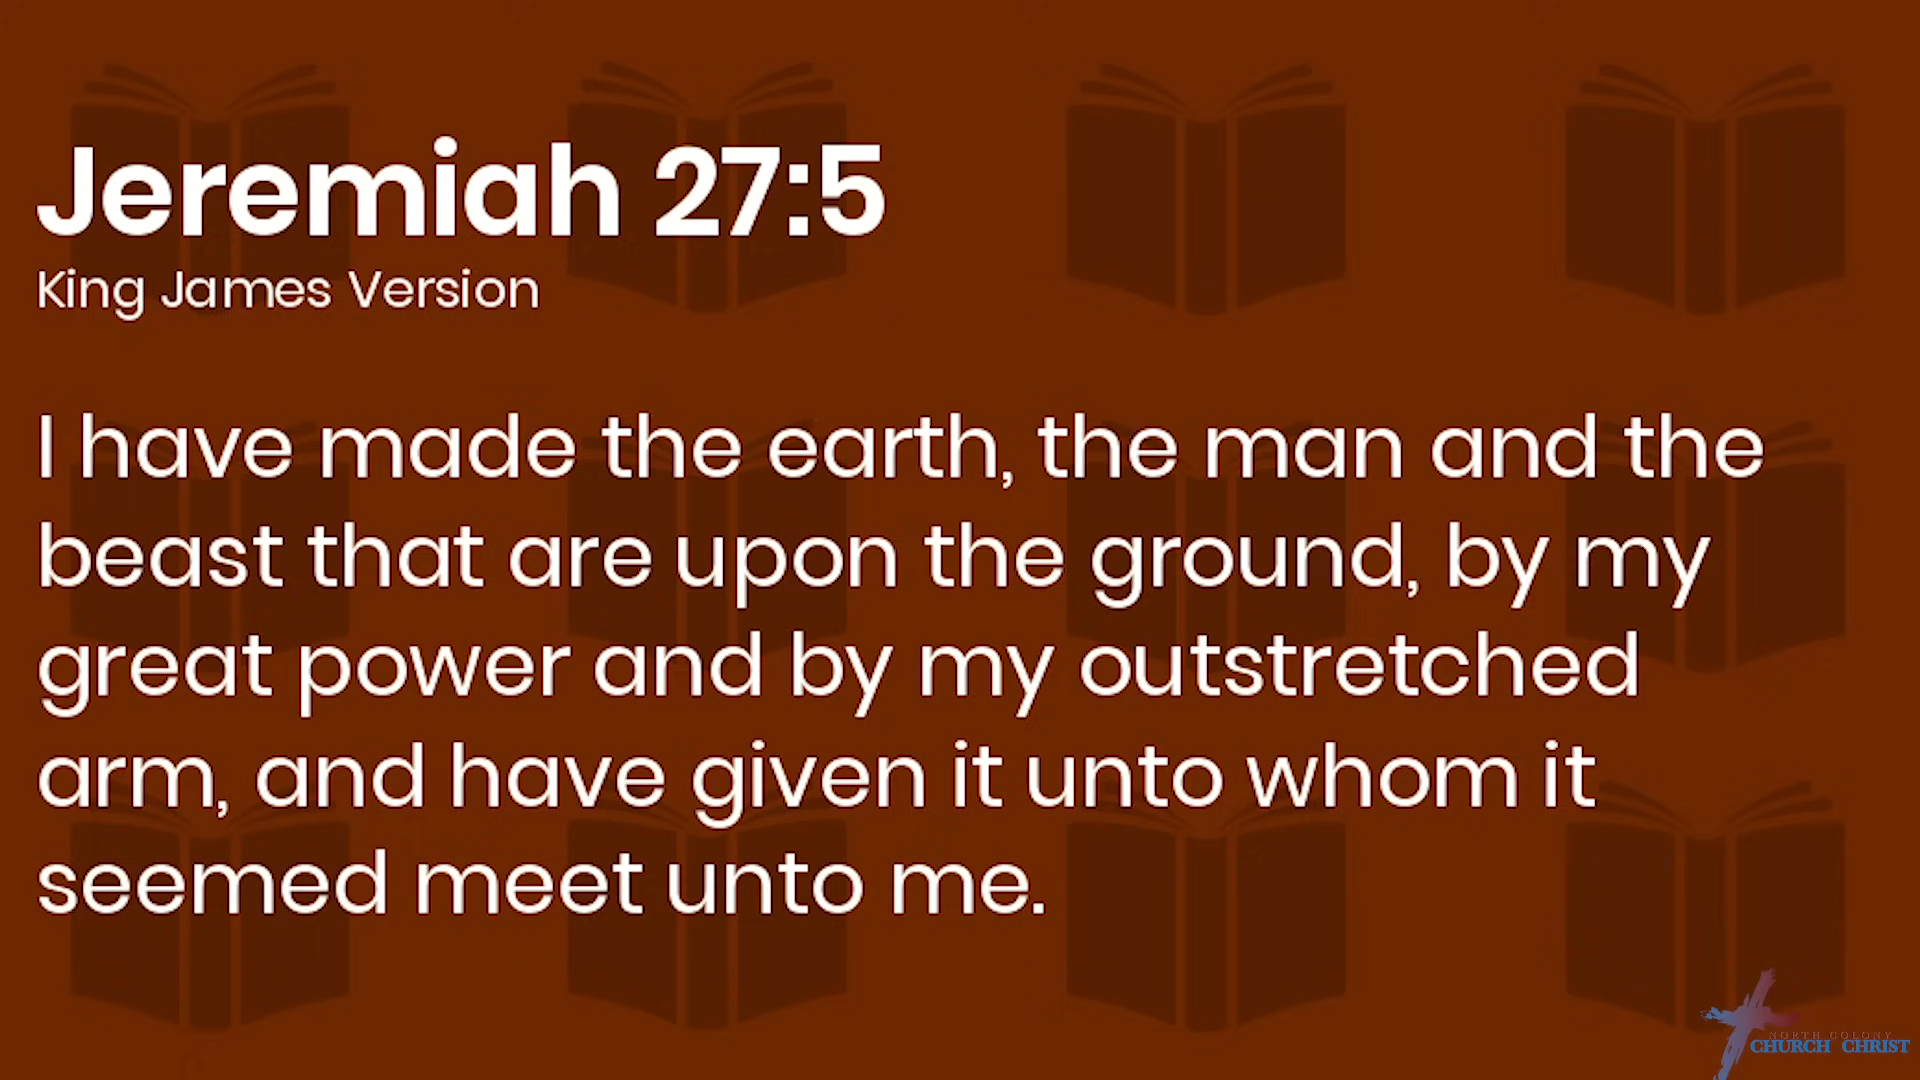 Jeremiah 27:5
King James Version
I have made the earth, the man and the
beast that are upon the ground, by my
great power and by my outstretched
arm, and have given it unto whom it
seemed meet unto me.
NORTH COLONY
CHURCH CHRIST